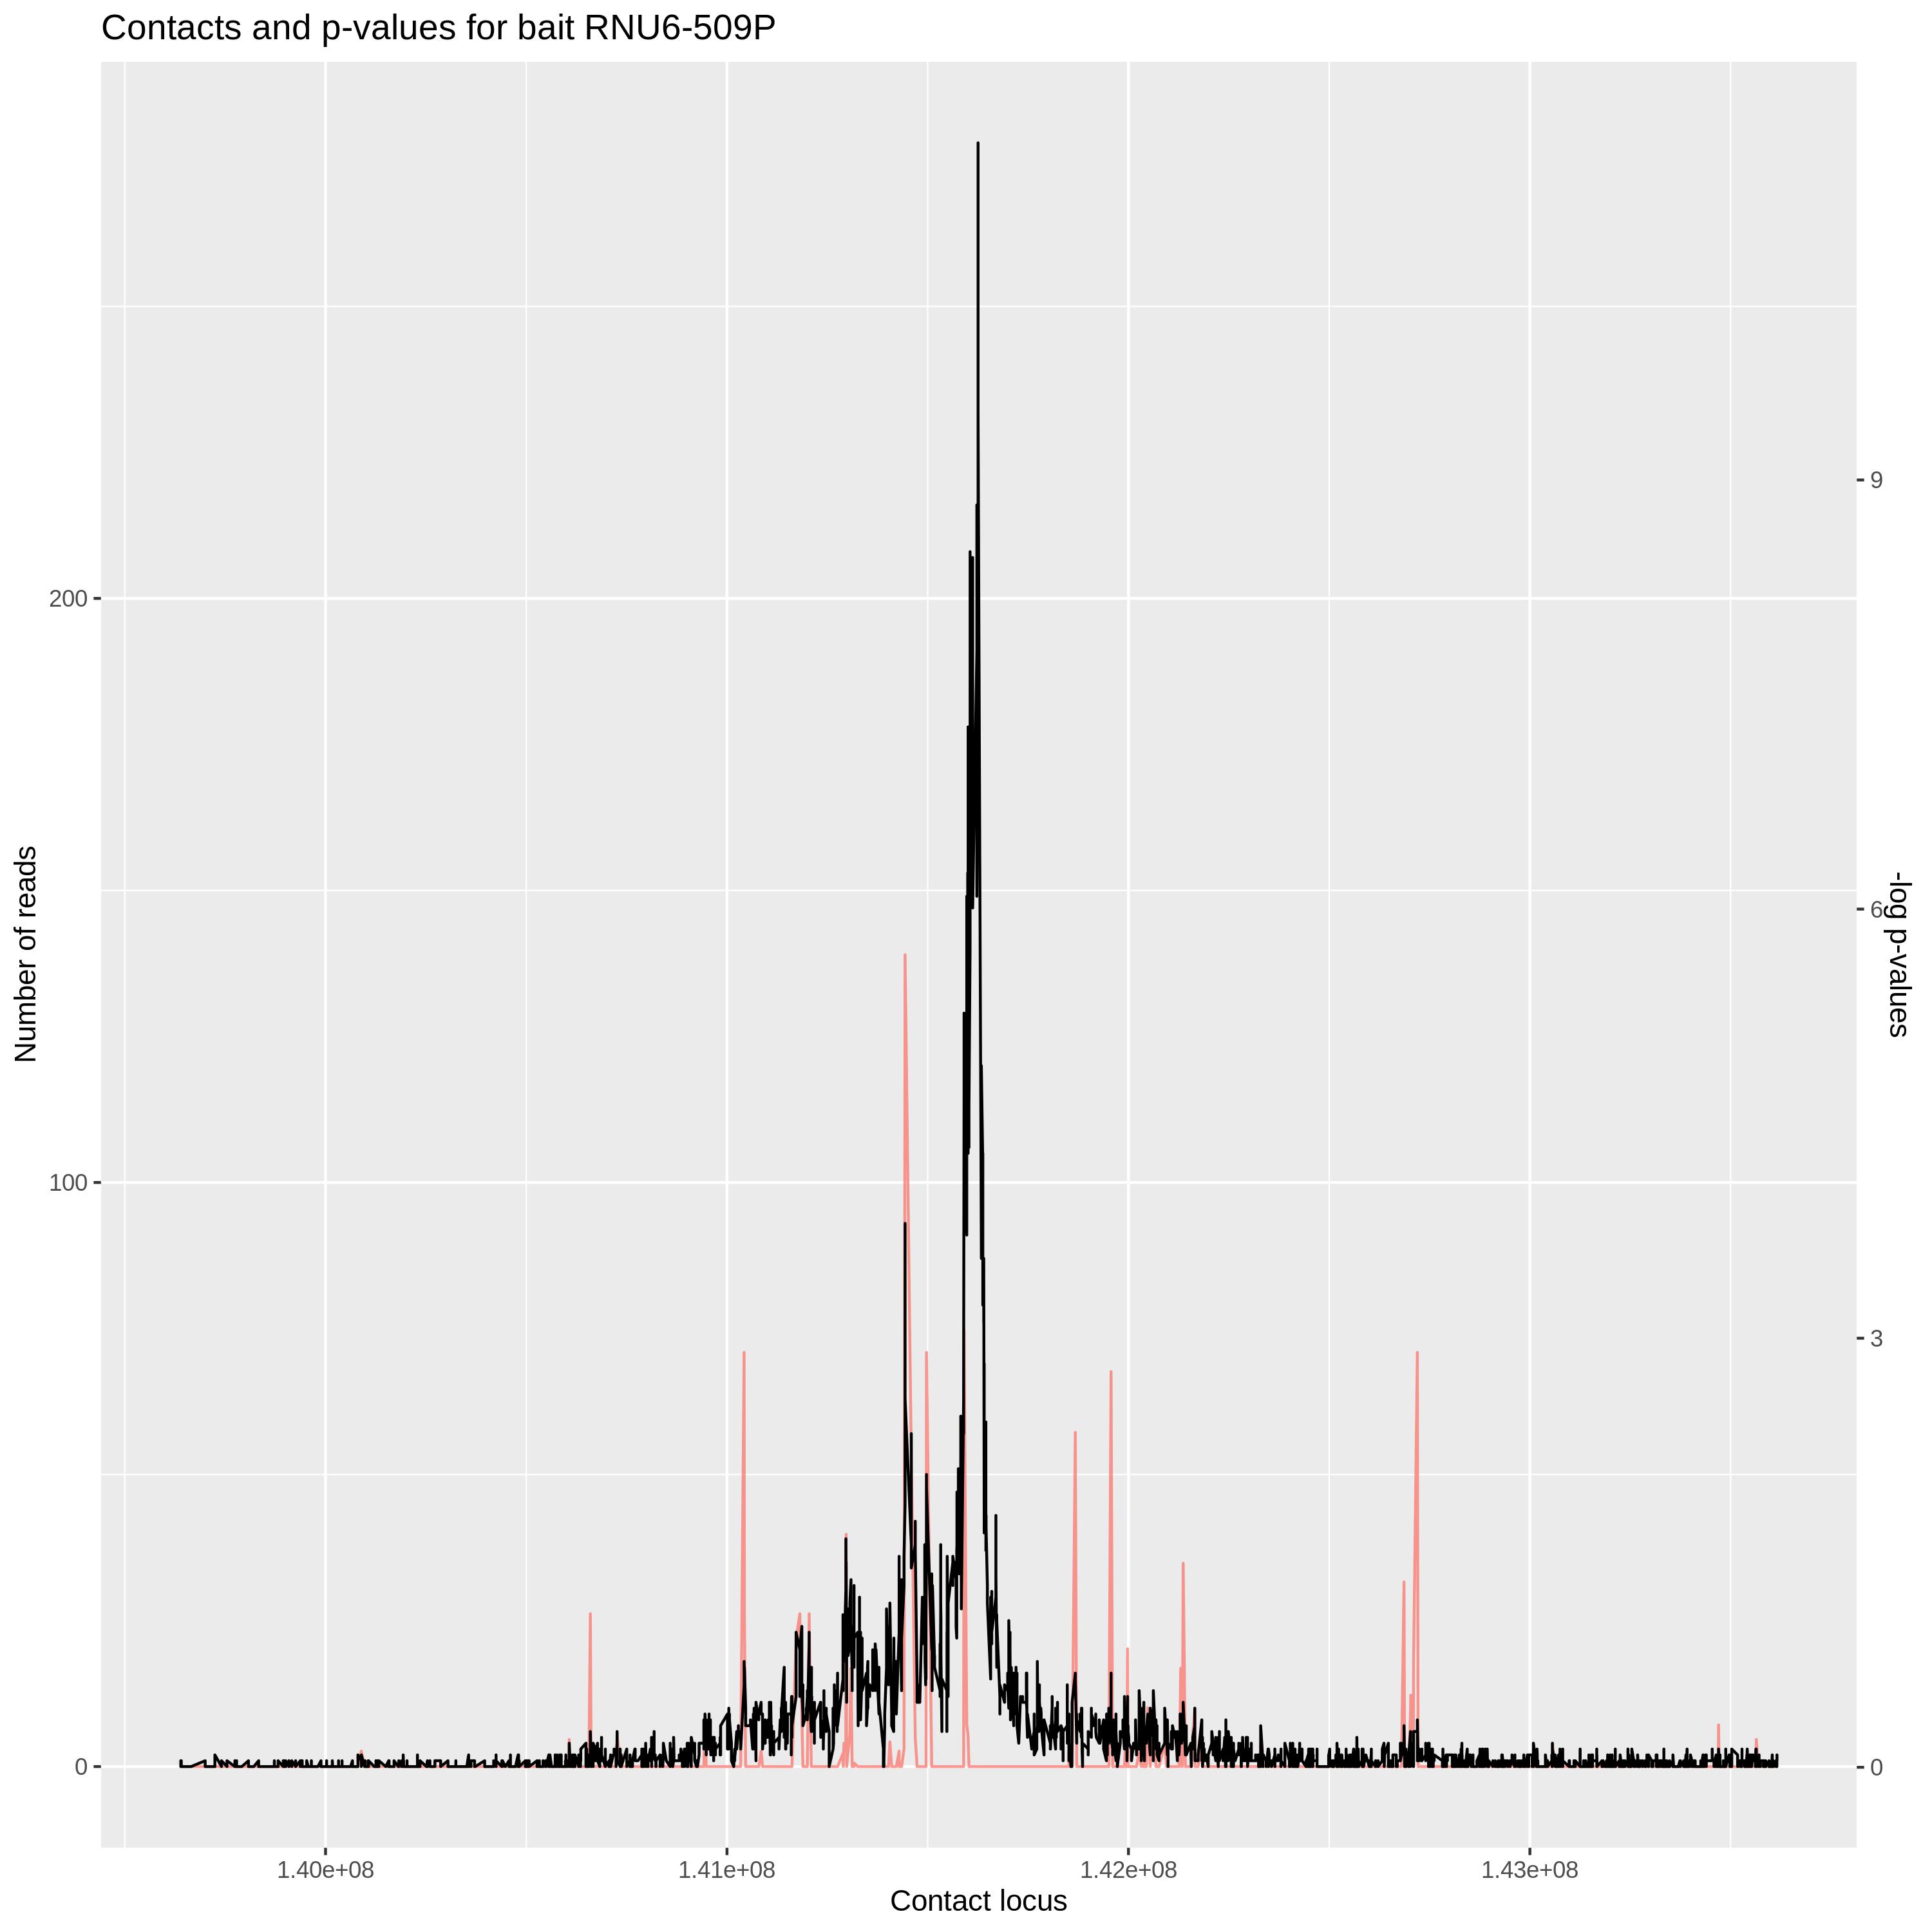 Contacts and p-values for bait RNU6-509P
Number of reads
200
100
0
9
6
3
0
-log p-values
1.40e+08
1.41e+08
1.42e+08
1.43e+08
Contact locus